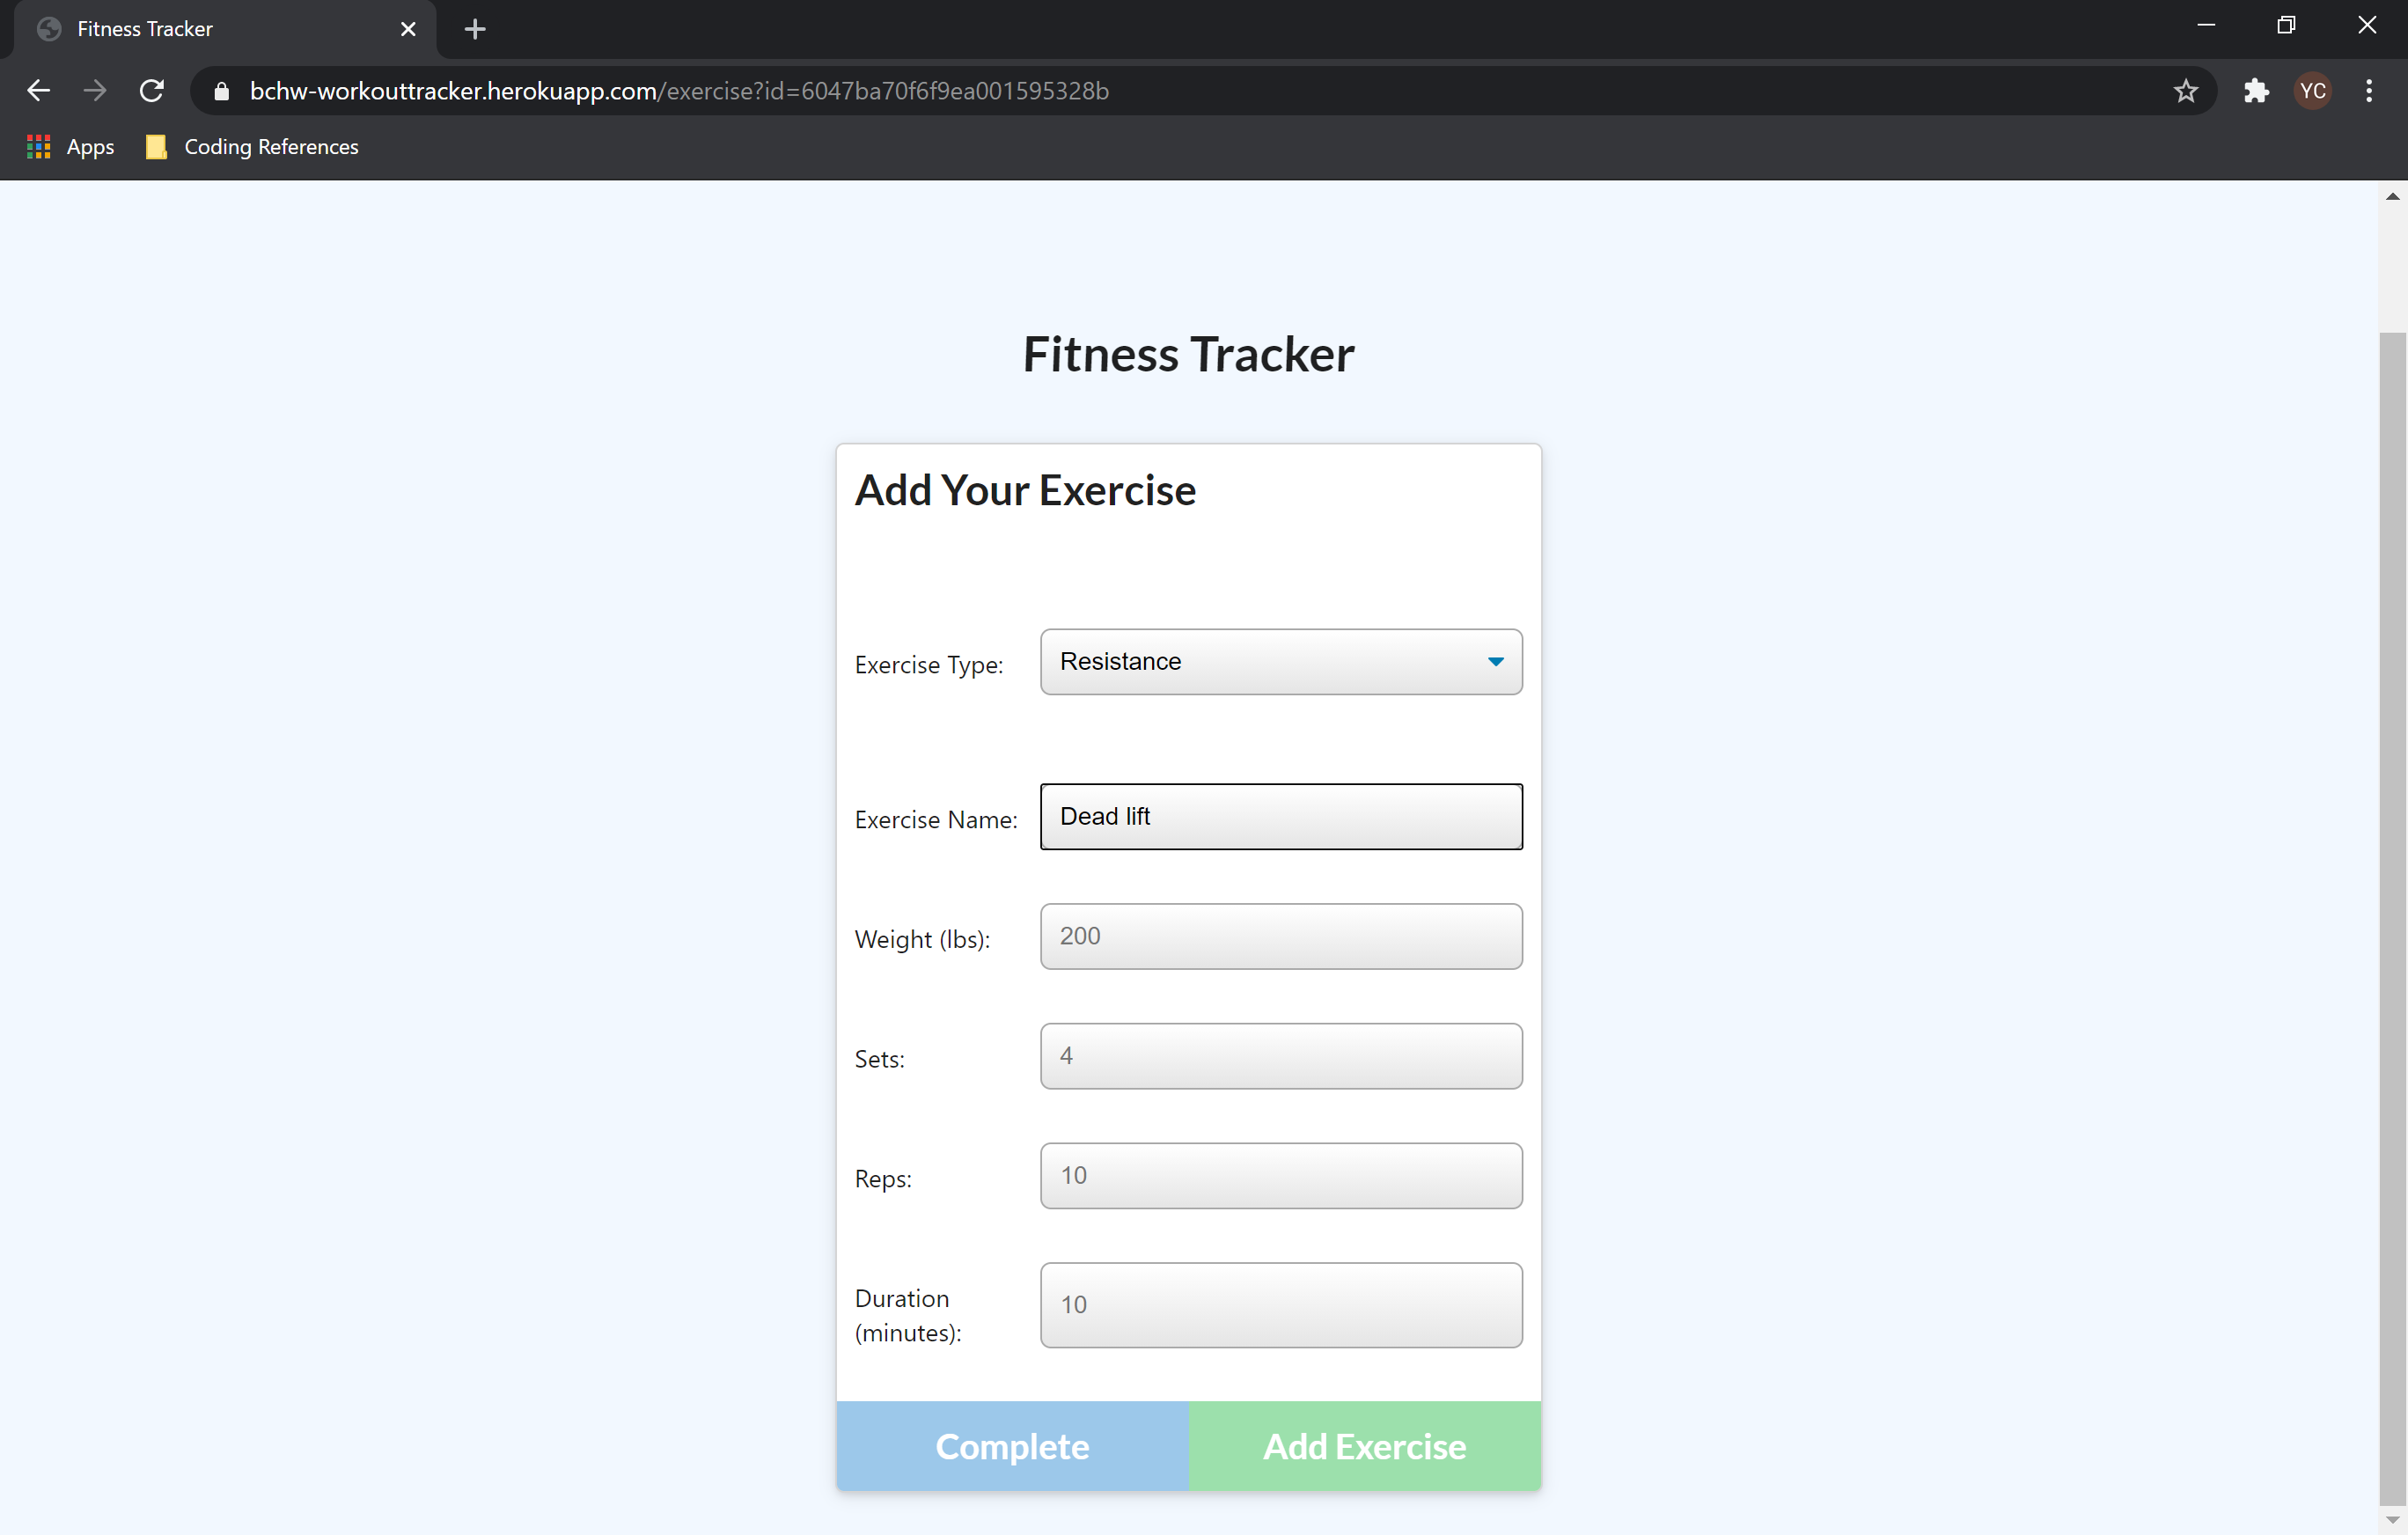 Fitness Tracker
bchw-workouttracker.herokuapp.com/exercise?id=6047ba70f6f9ea001595328b
YC
Apps
Coding References
Fitness Tracker
Add Your Exercise
Exercise Type: Resistance
Exercise Name: Dead lift
Weight (lbs): 200
Sets: 4
Reps: 10
Duration
(minutes): 10
Complete Add Exercise